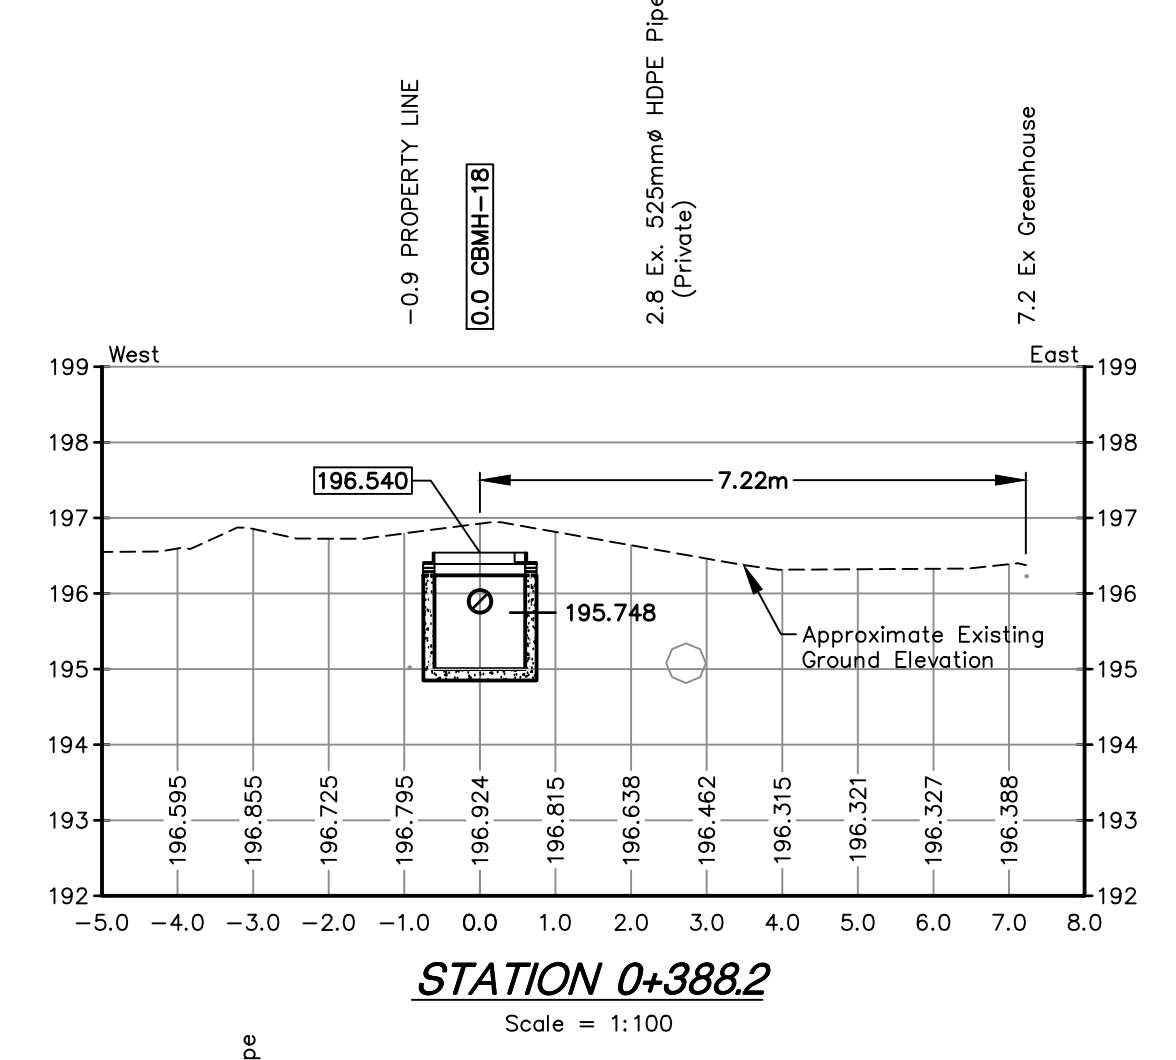 -0.9 PROPERTY LINE
0.0 CBMH-18
2.8 Ex. 525mmø HDPE Pipe
(Private)
7.2 Ex Greenhouse
West
East
199
199
198
198
196.540
7.22m
197
197
196
196
195.748
Approximate Existing
Ground Elevation
195
195
194
194
196.595
196.855
196.725
196.795
196.924
196.815
196.638
196.462
196.315
196.321
196.327
196.388
193
193
192
192
-5.0 -4.0 -3.0 -2.0 -1.0 0.0 1.0 2.0 3.0 4.0 5.0 6.0 7.0 8.0
STATION 0+388.2
Scale = 1:100
pe